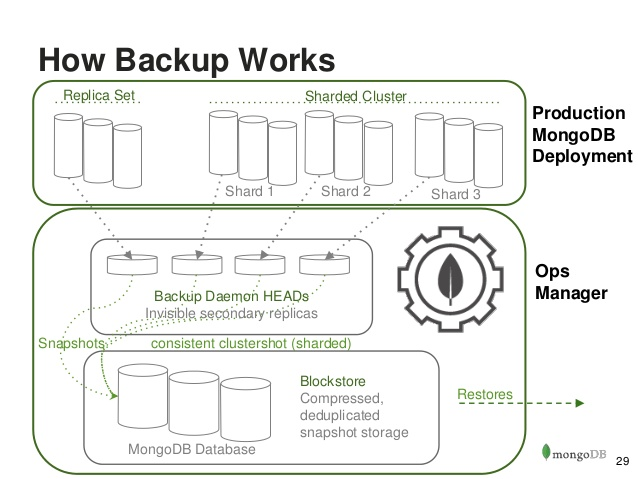 How Backup Works
Replica Set
Sharded Cluster
Production
MongoDB
Deployment
Shard 1
Shard 2
Shard 3
Ops
Manager
Backup Daemon HEADs
Invisible secondary replicas
Snapshots
consistent clustershot (sharded)
Blockstore
Compressed,
deduplicated
snapshot storage
MongoDB Database
Restores
mongoDB
29